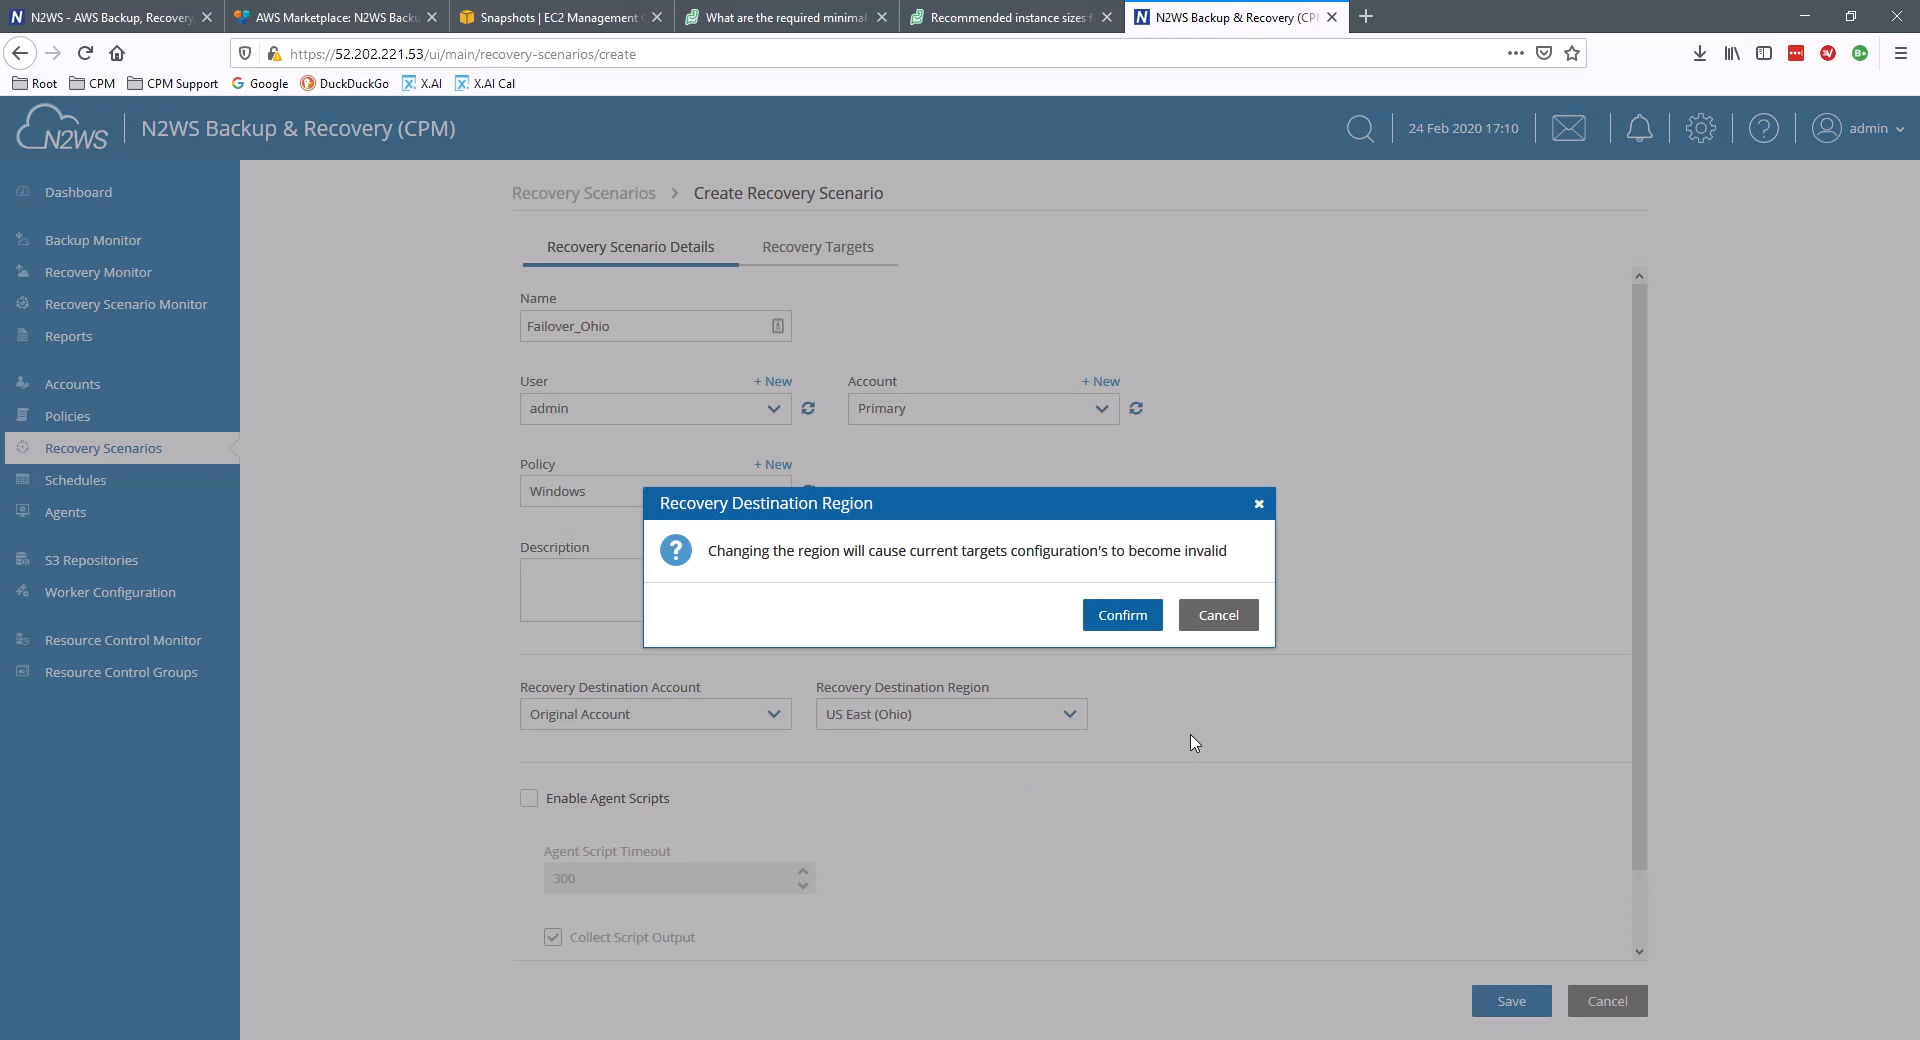 N2WS - AWS Backup, Recovery
AWS Marketplace: N2WS Backu
Snapshots | EC2 Management
What are the required minimal
Recommended instance sizes f
N2WS Backup & Recovery (CP
https://52.202.221.53/ui/main/recovery-scenarios/create
Root
CPM
CPM Support
Google
DuckDuckGo
X.AI
X.AI Cal
N2WS
N2WS Backup & Recovery (CPM)
24 Feb 2020 17:10
admin
Dashboard
Backup Monitor
Recovery Monitor
Recovery Scenario Monitor
Reports
Accounts
Policies
Recovery Scenarios
Schedules
Agents
S3 Repositories
Worker Configuration
Resource Control Monitor
Resource Control Groups
Recovery Scenarios > Create Recovery Scenario
Recovery Scenario Details
Recovery Targets
Name
Failover_Ohio
User
+ New
Account
+ New
admin
Primary
Policy
+ New
Windows
Recovery Destination Region
Description
Changing the region will cause current targets configuration's to become invalid
Confirm
Cancel
Recovery Destination Account
Recovery Destination Region
Original Account
US East (Ohio)
Enable Agent Scripts
Agent Script Timeout
300
Collect Script Output
Save
Cancel